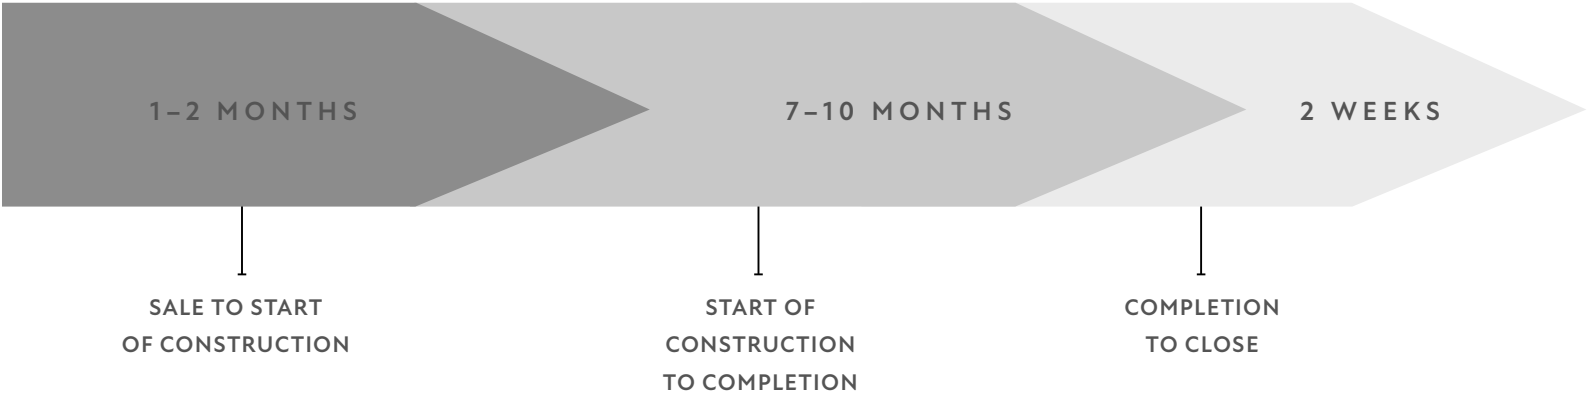 1–2 MONTHS
7–10 MONTHS
2 WEEKS
SALE TO START
OF CONSTRUCTION
START OF
CONSTRUCTION
TO COMPLETION
COMPLETION
TO CLOSE